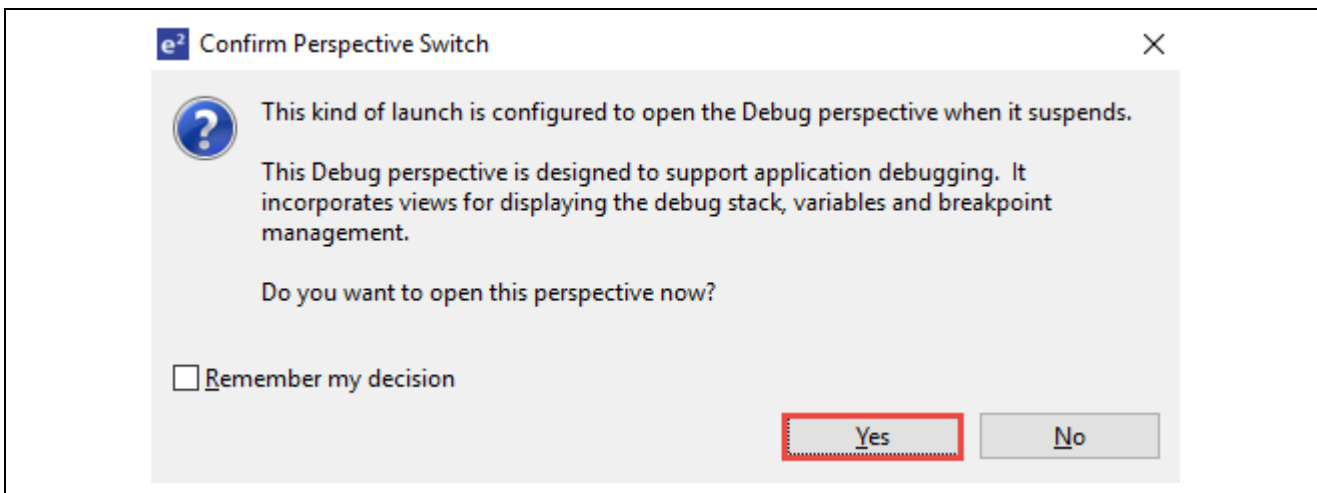 e² Confirm Perspective Switch
This kind of launch is configured to open the Debug perspective when it suspends.
This Debug perspective is designed to support application debugging.  It
incorporates views for displaying the debug stack, variables and breakpoint
management.
Do you want to open this perspective now?
Remember my decision
Yes No